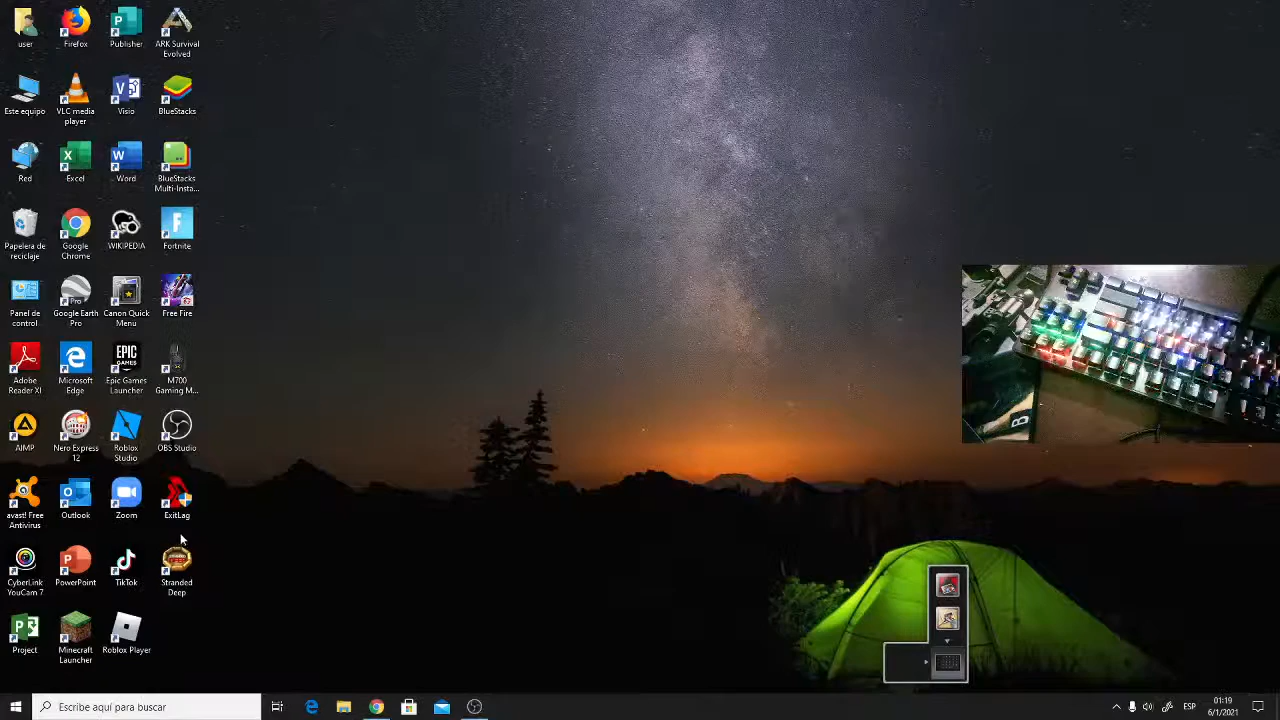 user
Firefox
Publisher
ARK Survival
Evolved
Este equipo
VLC media
player
Visio
BlueStacks
Red
Excel
Word
BlueStacks
Multi-Insta...
Papelera de
reciclaje
Google
Chrome
WIKIPEDIA
Fortnite
Panel de
control
Google Earth
Pro
Canon Quick
Menu
Free Fire
Adobe
Reader XI
Microsoft
Edge
EPIC
GAMES
Epic Games
Launcher
M700
Gaming M...
AIMP
Nero Express
12
Roblox
Studio
OBS Studio
avast! Free
Antivirus
Outlook
Zoom
ExitLag
CyberLink
YouCam 7
PowerPoint
TikTok
Stranded
Deep
Project
Minecraft
Launcher
Roblox Player
B
Escribe aquí para buscar
ESP
01:19
6/1/2021